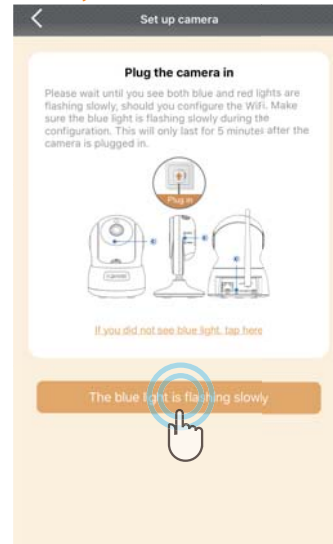 Set up camera
Plug the camera in
Please wait until you see both blue and red lights are
flashing slowly, should you configure the WiFi. Make
sure the blue light is flashing slowly during the
configuration. This will only last for 5 minutes after the
camera is plugged in.
Plug in
If you did not see blue light, tap here
The blue light is flashing slowly